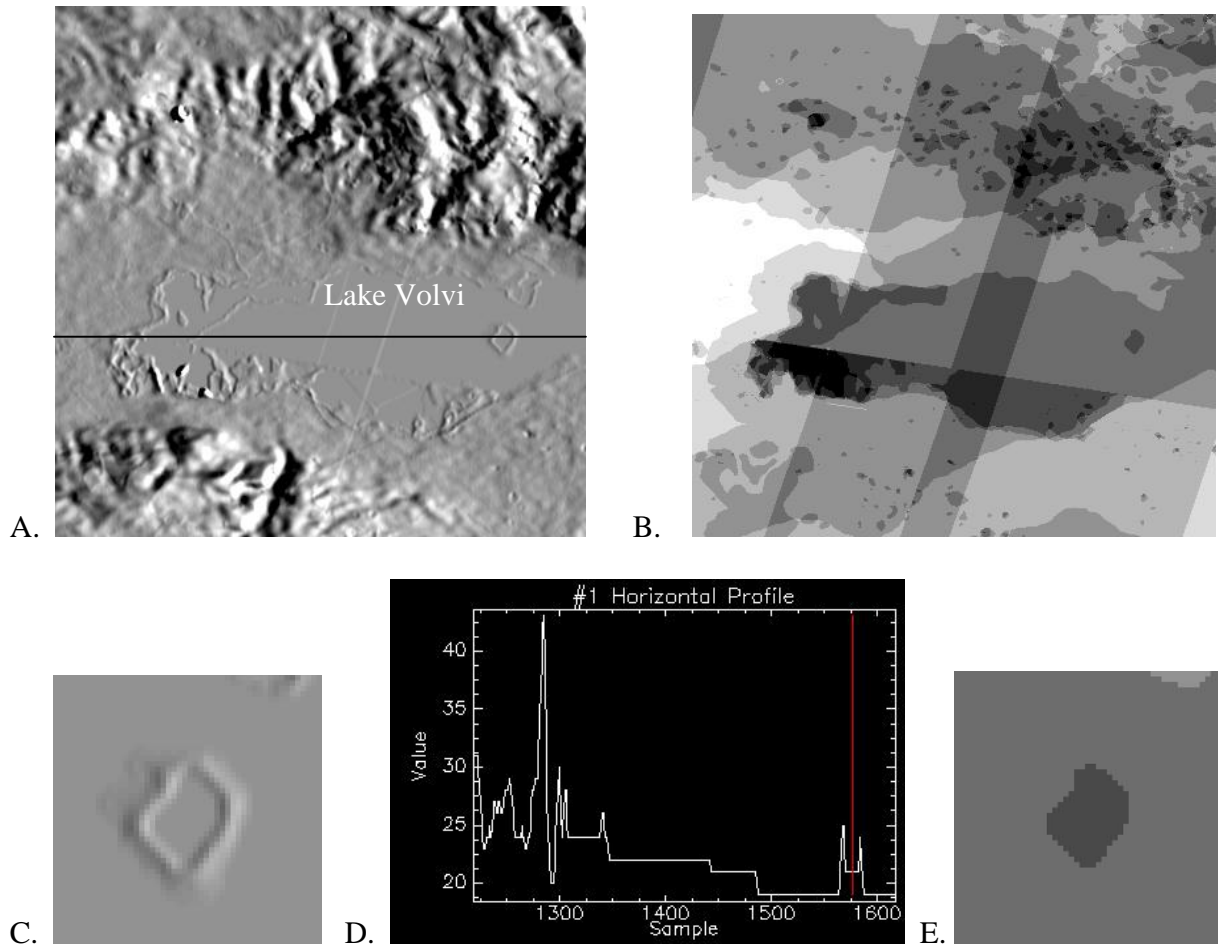 Lake Volvi
A.
B.
#1 Horizontal Profile
40
35
30
25
20
Value
1300
1400
1500
1600
Sample
C.
D.
E.